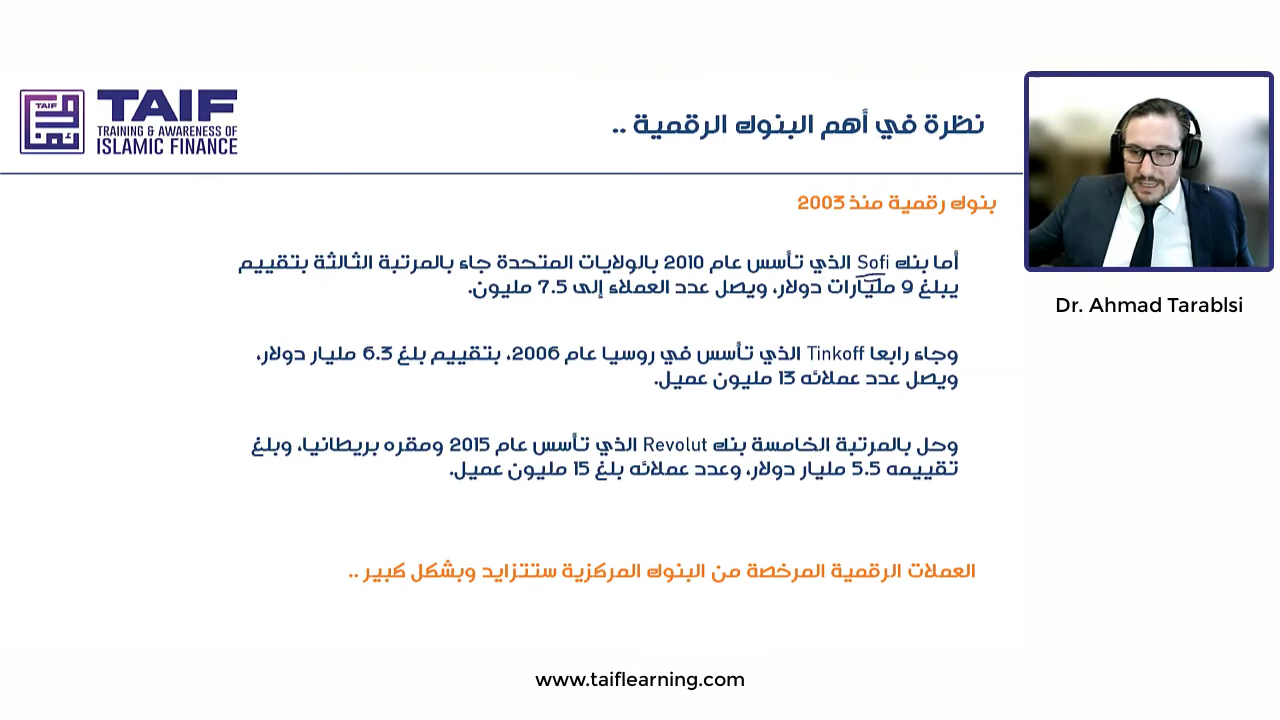 TAIF
TRAINING & AWARENESS OF
ISLAMIC FINANCE
TAIF
نظرة في أهم البنوك الرقمية ..
بنوك رقمية منذ 2003
أما بنك Sofi الذي تأسس عام 2010 بالولايات المتحدة جاء بالمرتبة الثالثة بتقييم
يبلغ 9 مليارات دولار، ويصل عدد العملاء إلى 7.5 مليون.
وجاء رابعا Tinkoff الذي تأسس في روسيا عام 2006، بتقييم بلغ 6.3 مليار دولار،
ويصل عدد عملائه 13 مليون عميل.
وحل بالمرتبة الخامسة بنك Revolut الذي تأسس عام 2015 ومقره بريطانيا، وبلغ
تقييمه 5.5 مليار دولار، وعدد عملائه بلغ 15 مليون عميل.
العملات الرقمية المرخصة من البنوك المركزية ستتزايد وبشكل كبير ..
Dr. Ahmad Tarablsi
www.taiflearning.com